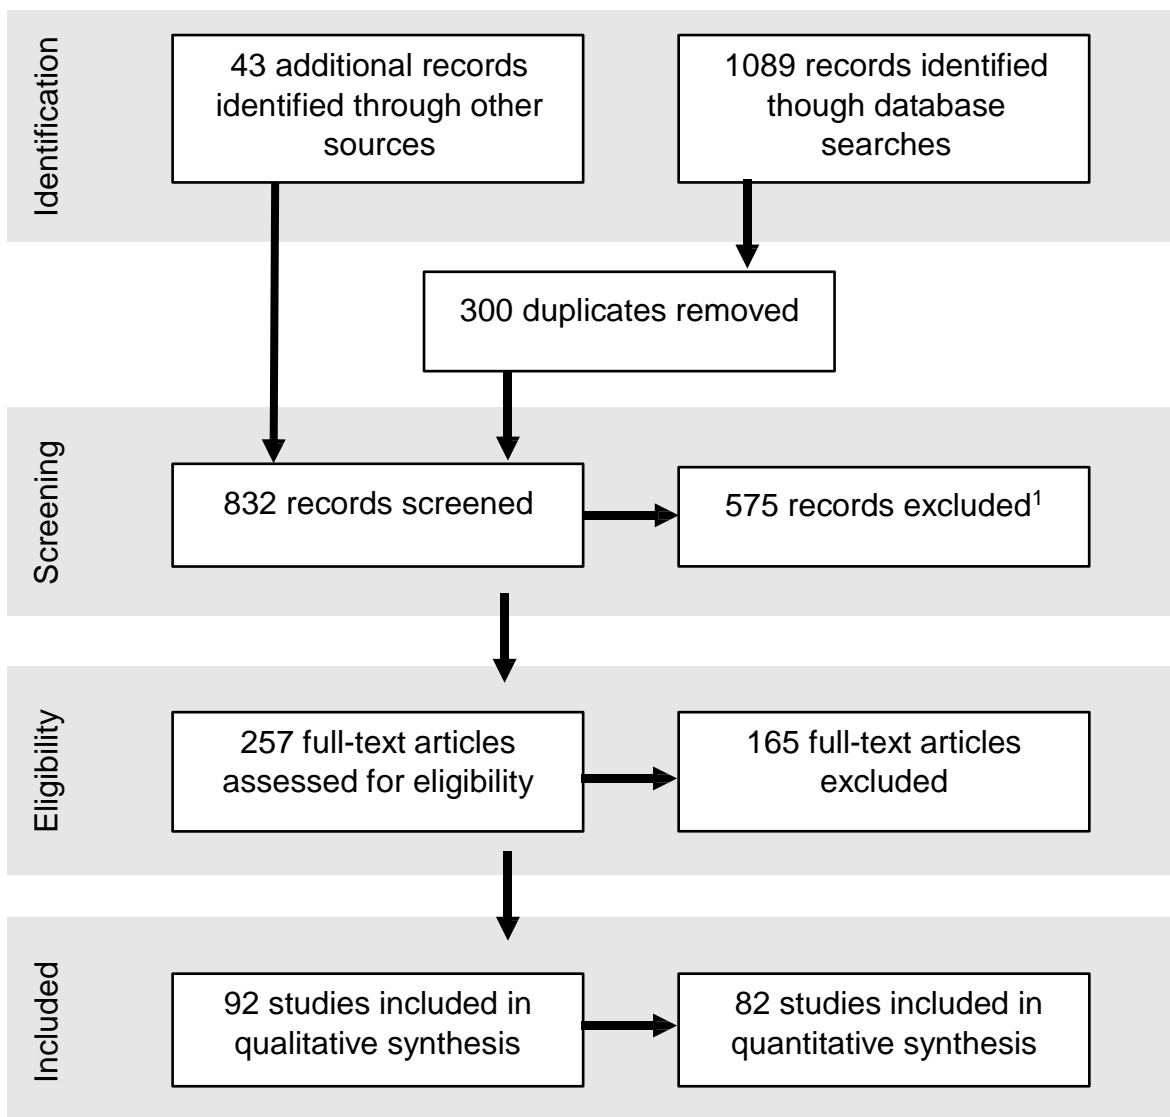 Identification
43 additional records
identified through other
sources
1089 records identified
though database
searches
300 duplicates removed
Screening
832 records screened
575 records excluded¹
Eligibility
257 full-text articles
assessed for eligibility
165 full-text articles
excluded
Included
92 studies included in
qualitative synthesis
82 studies included in
quantitative synthesis